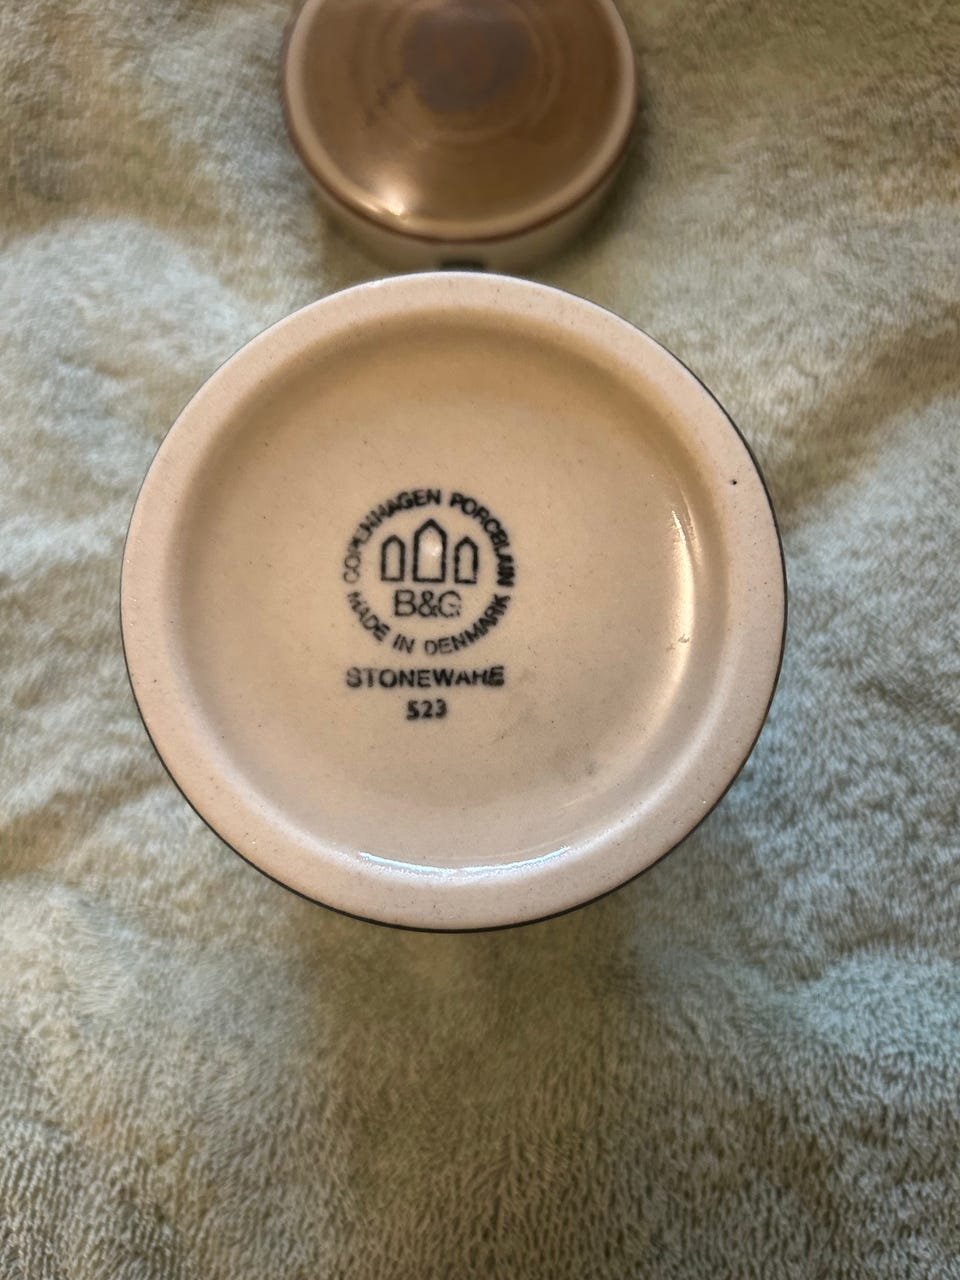 COPENHAGEN PORCELAIN
B&G
MADE IN DENMARK
STONEWARE
523